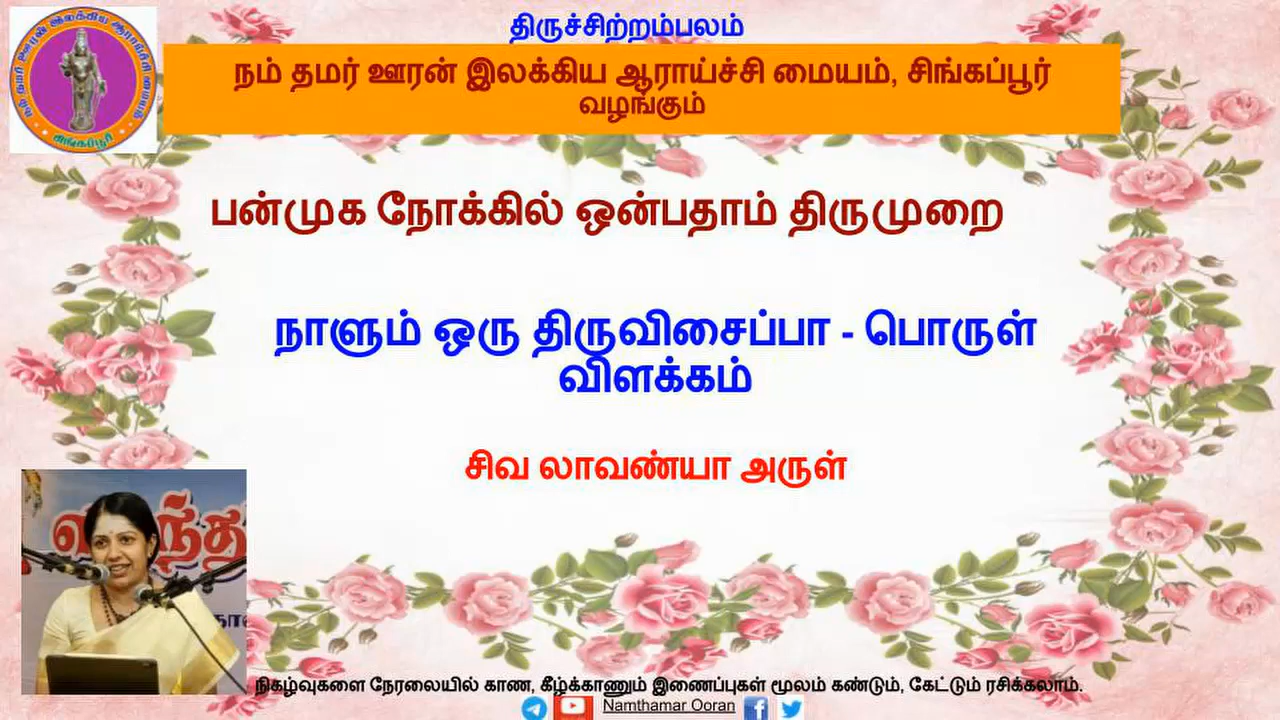 திருச்சிற்றம்பலம்
நம் தமர் ஊரன் இலக்கிய ஆராய்ச்சி மையம், சிங்கப்பூர்
வழங்கும்
பன்முக நோக்கில் ஒன்பதாம் திருமுறை
நாளும் ஒரு திருவிசைப்பா - பொருள்
விளக்கம்
சிவ லாவண்யா அருள்
நிகழ்வுகளை நேரலையில் காண, கீழ்க்காணும் இணைப்புகள் மூலம் கண்டும், கேட்டும் ரசிக்கலாம்.
Namthamar Ooran